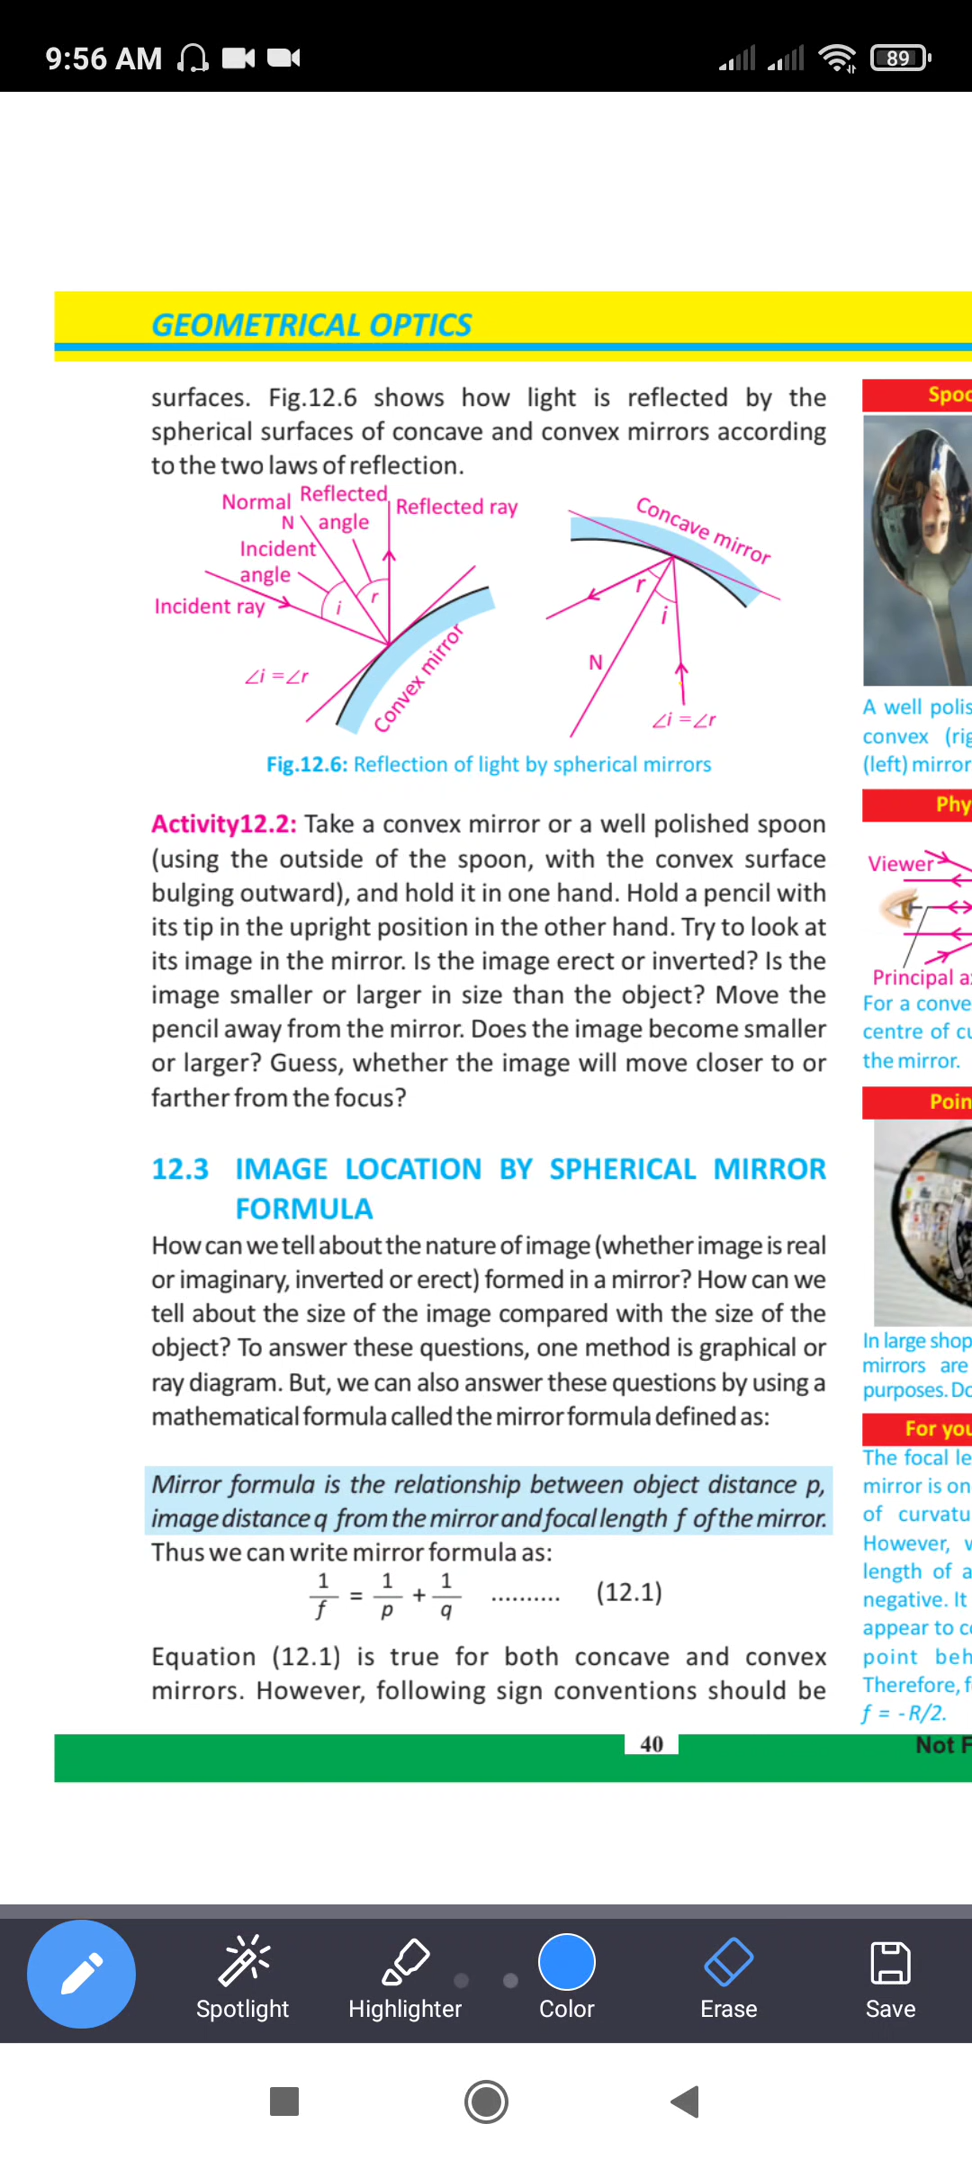 9:56 AM
89
GEOMETRICAL OPTICS
surfaces. Fig.12.6 shows how light is reflected by the
spherical surfaces of concave and convex mirrors according
to the two laws of reflection.
Normal
Reflected
angle
Reflected ray
N
Incident
angle
Incident ray
i
r
∠i =∠r
Convex mirror
Concave mirror
r
i
N
∠i =∠r
Fig.12.6: Reflection of light by spherical mirrors
Activity12.2: Take a convex mirror or a well polished spoon
(using the outside of the spoon, with the convex surface
bulging outward), and hold it in one hand. Hold a pencil with
its tip in the upright position in the other hand. Try to look at
its image in the mirror. Is the image erect or inverted? Is the
image smaller or larger in size than the object? Move the
pencil away from the mirror. Does the image become smaller
or larger? Guess, whether the image will move closer to or
farther from the focus?
12.3 IMAGE LOCATION BY SPHERICAL MIRROR
FORMULA
How can we tell about the nature of image (whether image is real
or imaginary, inverted or erect) formed in a mirror? How can we
tell about the size of the image compared with the size of the
object? To answer these questions, one method is graphical or
ray diagram. But, we can also answer these questions by using a
mathematical formula called the mirror formula defined as:
Mirror formula is the relationship between object distance p,
image distance q from the mirror and focal length f of the mirror.
Thus we can write mirror formula as:
1/f = 1/p + 1/q .......... (12.1)
Equation (12.1) is true for both concave and convex
mirrors. However, following sign conventions should be
A well polis
convex (rig
(left) mirror
Phy
Viewer
Principal a
For a conve
centre of cu
the mirror.
Poin
In large shop
mirrors are
purposes. Do
For you
The focal le
mirror is on
of curvatu
However, 
length of a
negative. It
appear to c
point beh
Therefore, f
f = - R/2.
40
Not F
Spotlight
Highlighter
Color
Erase
Save